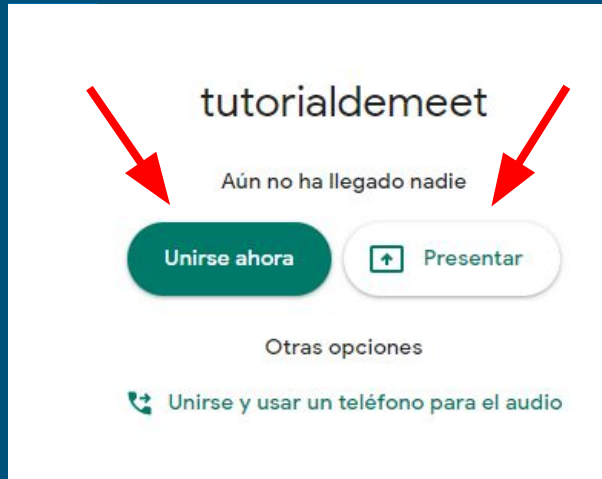 tutorialdemeet
Aún no ha llegado nadie
Unirse ahora
Presentar
Otras opciones
Unirse y usar un teléfono para el audio